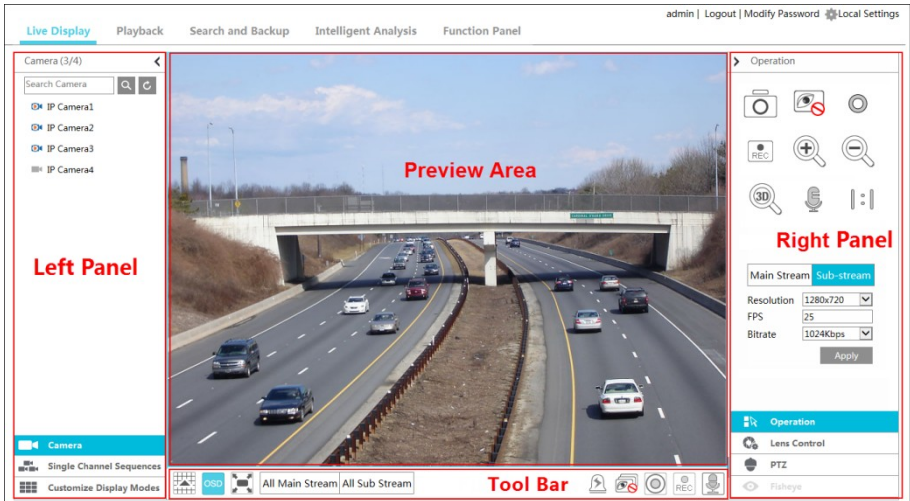 admin | Logout | Modify Password Local Settings
Live Display Playback Search and Backup Intelligent Analysis Function Panel
Camera (3/4)
Search Camera
IP Camera1
IP Camera2
IP Camera3
IP Camera4
Left Panel
Camera
Single Channel Sequences
Customize Display Modes
Preview Area
OSD
All Main Stream All Sub Stream
Tool Bar
REC
Operation
REC
3D
1:1
Right Panel
Main Stream Sub-stream
Resolution 1280x720
FPS 25
Bitrate 1024Kbps
Apply
Operation
Lens Control
PTZ
Fisheye